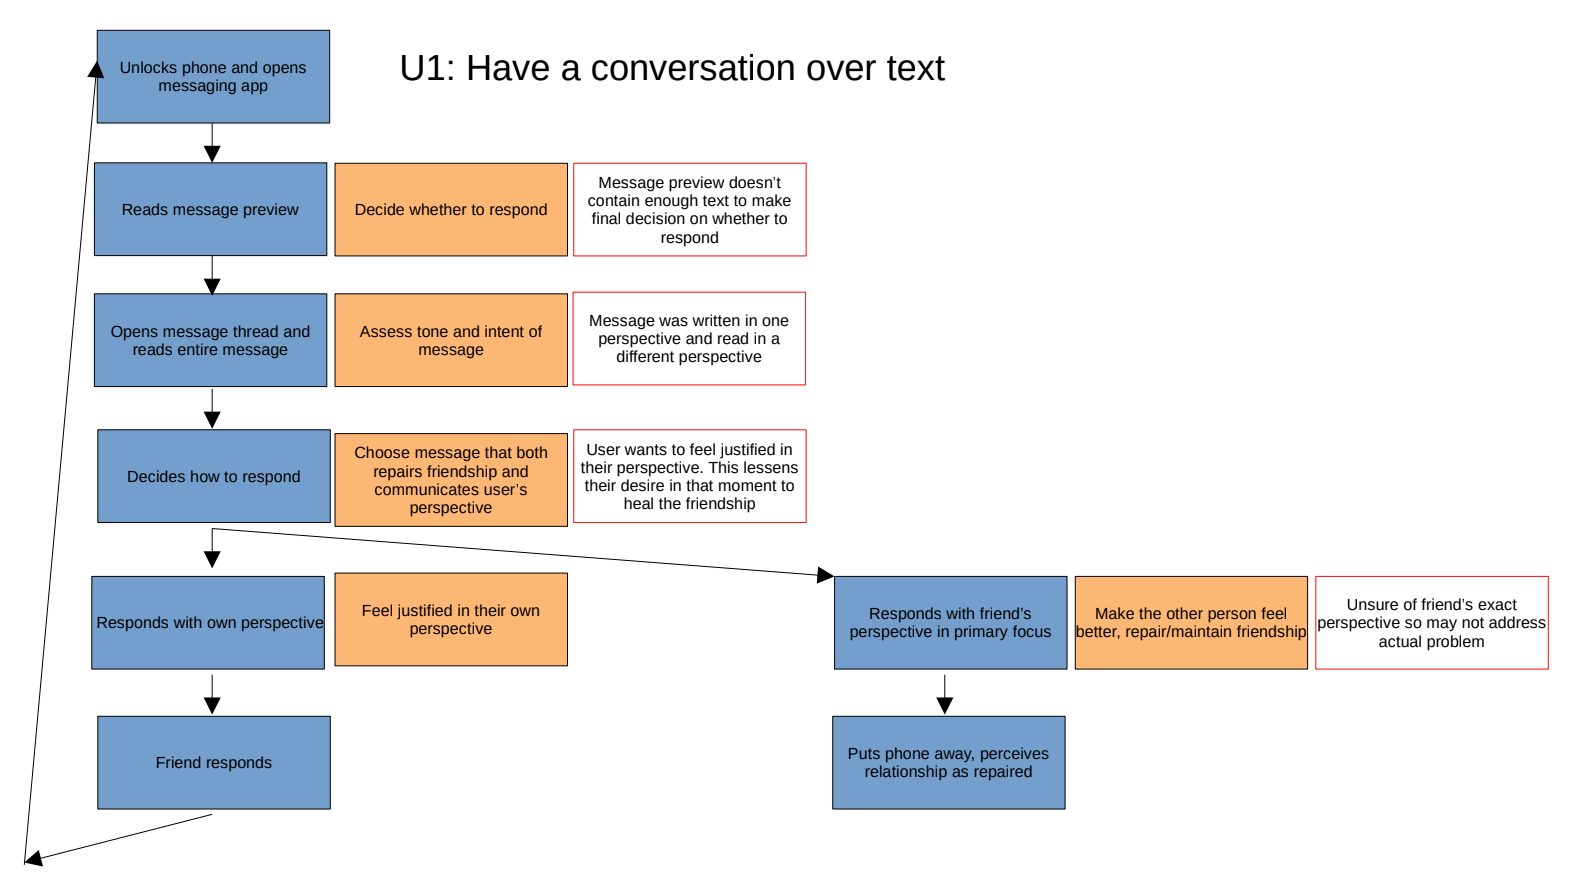 U1: Have a conversation over text
Unlocks phone and opens
messaging app
Reads message preview
Decide whether to respond
Message preview doesn’t
contain enough text to make
final decision on whether to
respond
Opens message thread and
reads entire message
Assess tone and intent of
message
Message was written in one
perspective and read in a
different perspective
Decides how to respond
Choose message that both
repairs friendship and
communicates user’s
perspective
User wants to feel justified in
their perspective. This lessens
their desire in that moment to
heal the friendship
Responds with own perspective
Feel justified in their own
perspective
Responds with friend’s
perspective in primary focus
Make the other person feel
better, repair/maintain friendship
Unsure of friend’s exact
perspective so may not address
actual problem
Friend responds
Puts phone away, perceives
relationship as repaired